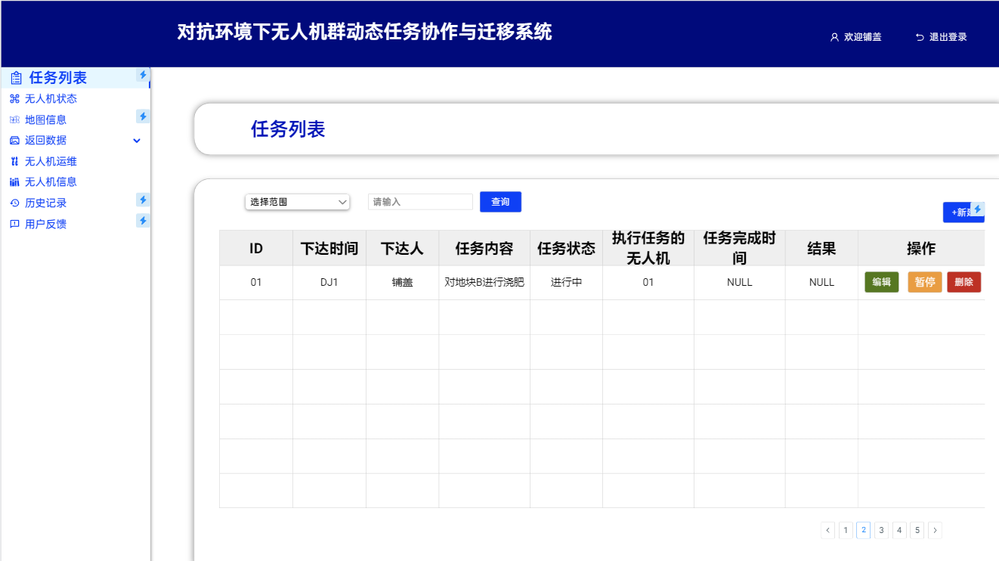 对抗环境下无人机群动态任务协作与迁移系统
欢迎铺盖
退出登录
任务列表
无人机状态
地图信息
返回数据
无人机运维
无人机信息
历史记录
用户反馈
任务列表
选择范围
请输入
查询
+新建
ID 下达时间 下达人 任务内容 任务状态 执行任务的 任务完成时 结果 操作
无人机 间
01 DJ1 铺盖 对地块B进行浇肥 进行中 01 NULL NULL 编辑 暂停 删除
1 2 3 4 5